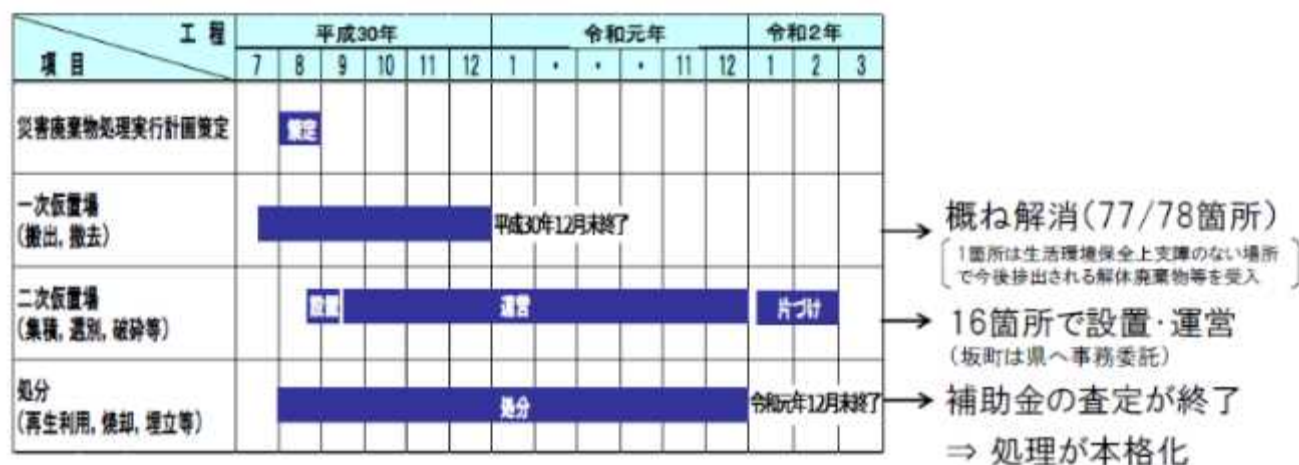 工 程
項 目
平成30年
令和元年
令和2年
7 8 9 10 11 12 1 ・ ・ ・ 11 12 1 2 3
災害廃棄物処理実行計画策定
策定
一次仮置場
(搬出, 撤去)
平成30年12月末終了
概ね解消(77/78箇所)
1箇所は生活環境保全上支障のない場所
で今後排出される解体廃棄物等を受入
二次仮置場
(集積, 選別, 破砕等)
設置
運営
片づけ
16箇所で設置・運営
(坂町は県へ事務委託)
処分
(再生利用, 焼却, 埋立等)
処分
令和元年12月末終了
補助金の査定が終了
⇒ 処理が本格化